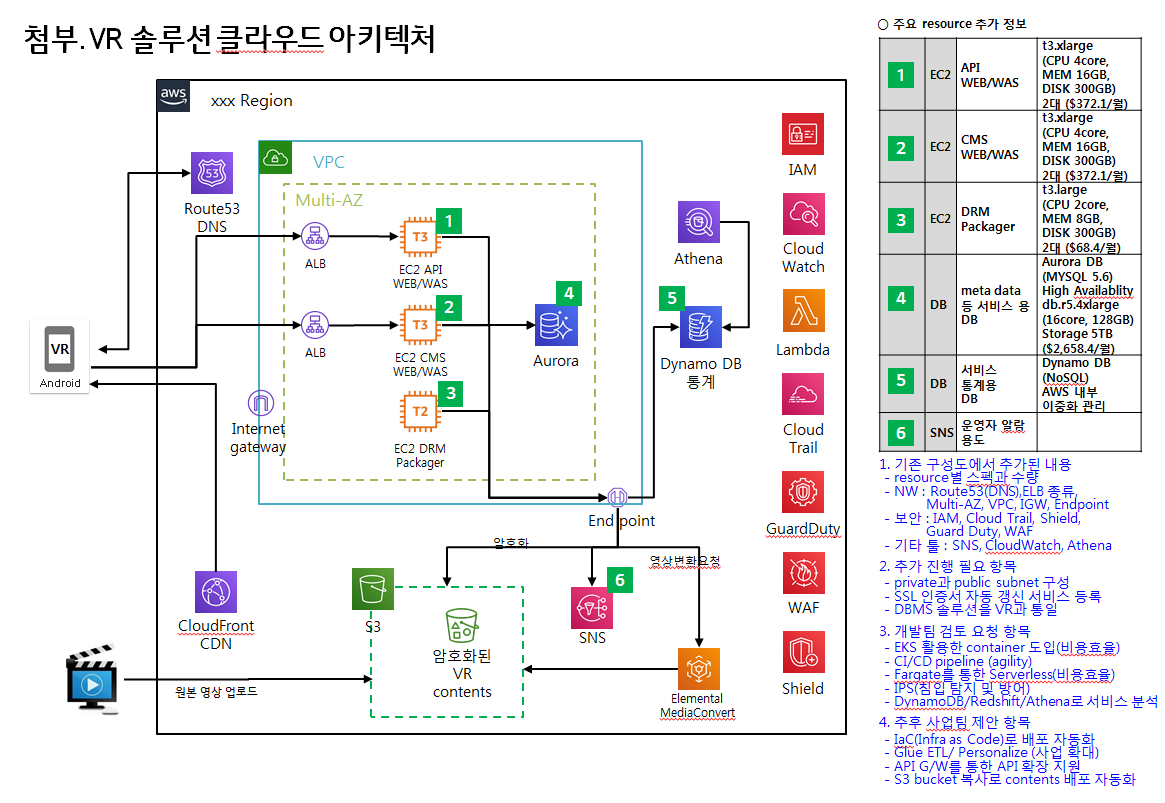 첨부. VR 솔루션 클라우드 아키텍처
aws
xxx Region
VPC
Multi-AZ
53
Route53
DNS
ALB
T3
1
EC2 API
WEB/WAS
ALB
T3
2
EC2 CMS
WEB/WAS
T2
3
EC2 DRM
Packager
4
Aurora
Internet
gateway
VR
Android
Athena
5
Dynamo DB
통계
End point
암호화
영상변환요청
CloudFront
CDN
원본 영상 업로드
S3
암호화된
VR
contents
6
SNS
Elemental
MediaConvert
IAM
Cloud
Watch
Lambda
Cloud
Trail
GuardDuty
WAF
Shield
○ 주요 resource 추가 정보
1
EC2
API
WEB/WAS
t3.xlarge
(CPU 4core,
MEM 16GB,
DISK 300GB)
2대 ($372.1/월)
2
EC2
CMS
WEB/WAS
t3.xlarge
(CPU 4core,
MEM 16GB,
DISK 300GB)
2대 ($372.1/월)
3
EC2
DRM
Packager
t3.large
(CPU 2core,
MEM 8GB,
DISK 300GB)
2대 ($68.4/월)
4
DB
meta data
등 서비스 용
DB
Aurora DB
(MYSQL 5.6)
High Availablity
db.r5.4xlarge
(16core, 128GB)
Storage 5TB
($2,658.4/월)
5
DB
서비스
통계용
DB
Dynamo DB
(NoSQL)
AWS 내부
이중화 관리
6
SNS
운영자 알람
용도
1. 기존 구성도에서 추가된 내용
- resource별 스펙과 수량
- NW : Route53(DNS),ELB 종류,
Multi-AZ, VPC, IGW, Endpoint
- 보안 : IAM, Cloud Trail, Shield,
Guard Duty, WAF
- 기타 툴 : SNS, CloudWatch, Athena
2. 추가 진행 필요 항목
- private과 public subnet 구성
- SSL 인증서 자동 갱신 서비스 등록
- DBMS 솔루션을 VR과 통일
3. 개발팀 검토 요청 항목
- EKS 활용한 container 도입(비용효율)
- CI/CD pipeline (agility)
- Fargate를 통한 Serverless(비용효율)
- IPS(침입 탐지 및 방어)
- DynamoDB/Redshift/Athena로 서비스 분석
4. 추후 사업팀 제안 항목
- IaC(Infra as Code)로 배포 자동화
- Glue ETL/ Personalize (사업 확대)
- API G/W를 통한 API 확장 지원
- S3 bucket 복사로 contents 배포 자동화